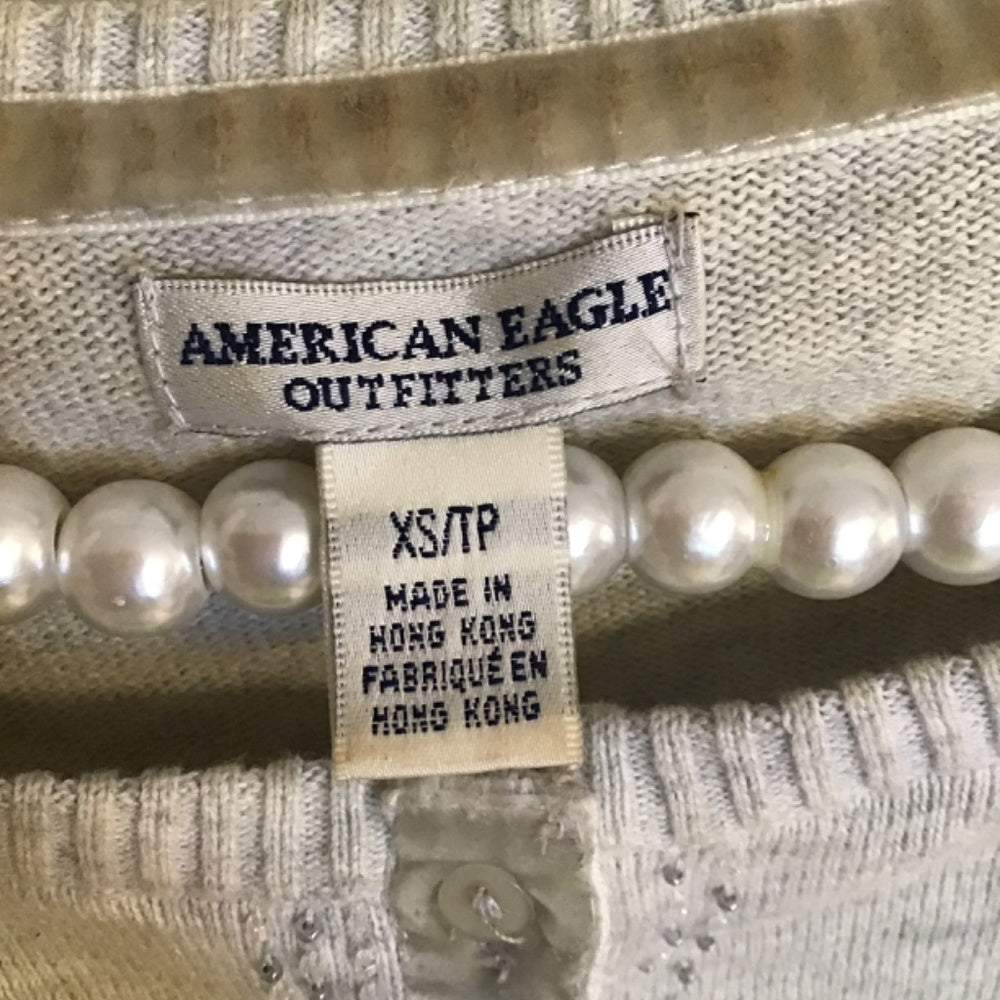 AMERICAN EAGLE
OUTFITTERS
XS/TP
MADE IN
HONG KONG
FABRIQUÉ EN
HONG KONG